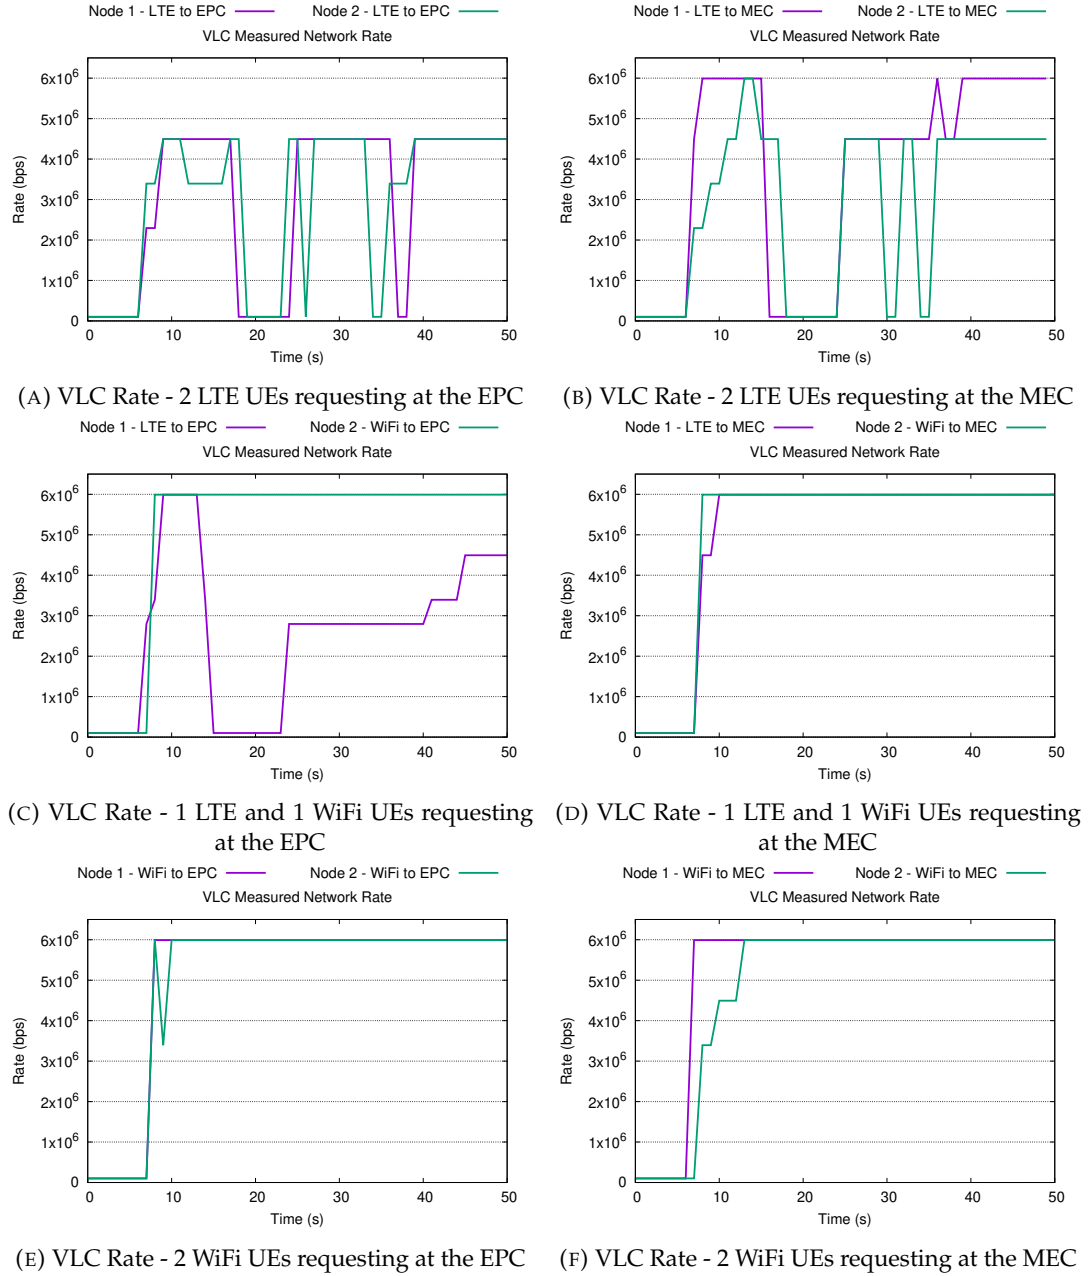 Node 1 - LTE to EPC Node 2 - LTE to EPC
VLC Measured Network Rate
Rate (bps)
6x10^6
5x10^6
4x10^6
3x10^6
2x10^6
1x10^6
0
0 10 20 30 40 50
Time (s)
(A) VLC Rate - 2 LTE UEs requesting at the EPC
Node 1 - LTE to MEC Node 2 - LTE to MEC
VLC Measured Network Rate
Rate (bps)
6x10^6
5x10^6
4x10^6
3x10^6
2x10^6
1x10^6
0
0 10 20 30 40 50
Time (s)
(B) VLC Rate - 2 LTE UEs requesting at the MEC
Node 1 - LTE to EPC Node 2 - WiFi to EPC
VLC Measured Network Rate
Rate (bps)
6x10^6
5x10^6
4x10^6
3x10^6
2x10^6
1x10^6
0
0 10 20 30 40 50
Time (s)
(C) VLC Rate - 1 LTE and 1 WiFi UEs requesting
at the EPC
Node 1 - LTE to MEC Node 2 - WiFi to MEC
VLC Measured Network Rate
Rate (bps)
6x10^6
5x10^6
4x10^6
3x10^6
2x10^6
1x10^6
0
0 10 20 30 40 50
Time (s)
(D) VLC Rate - 1 LTE and 1 WiFi UEs requesting
at the MEC
Node 1 - WiFi to EPC Node 2 - WiFi to EPC
VLC Measured Network Rate
Rate (bps)
6x10^6
5x10^6
4x10^6
3x10^6
2x10^6
1x10^6
0
0 10 20 30 40 50
Time (s)
(E) VLC Rate - 2 WiFi UEs requesting at the EPC
Node 1 - WiFi to MEC Node 2 - WiFi to MEC
VLC Measured Network Rate
Rate (bps)
6x10^6
5x10^6
4x10^6
3x10^6
2x10^6
1x10^6
0
0 10 20 30 40 50
Time (s)
(F) VLC Rate - 2 WiFi UEs requesting at the MEC